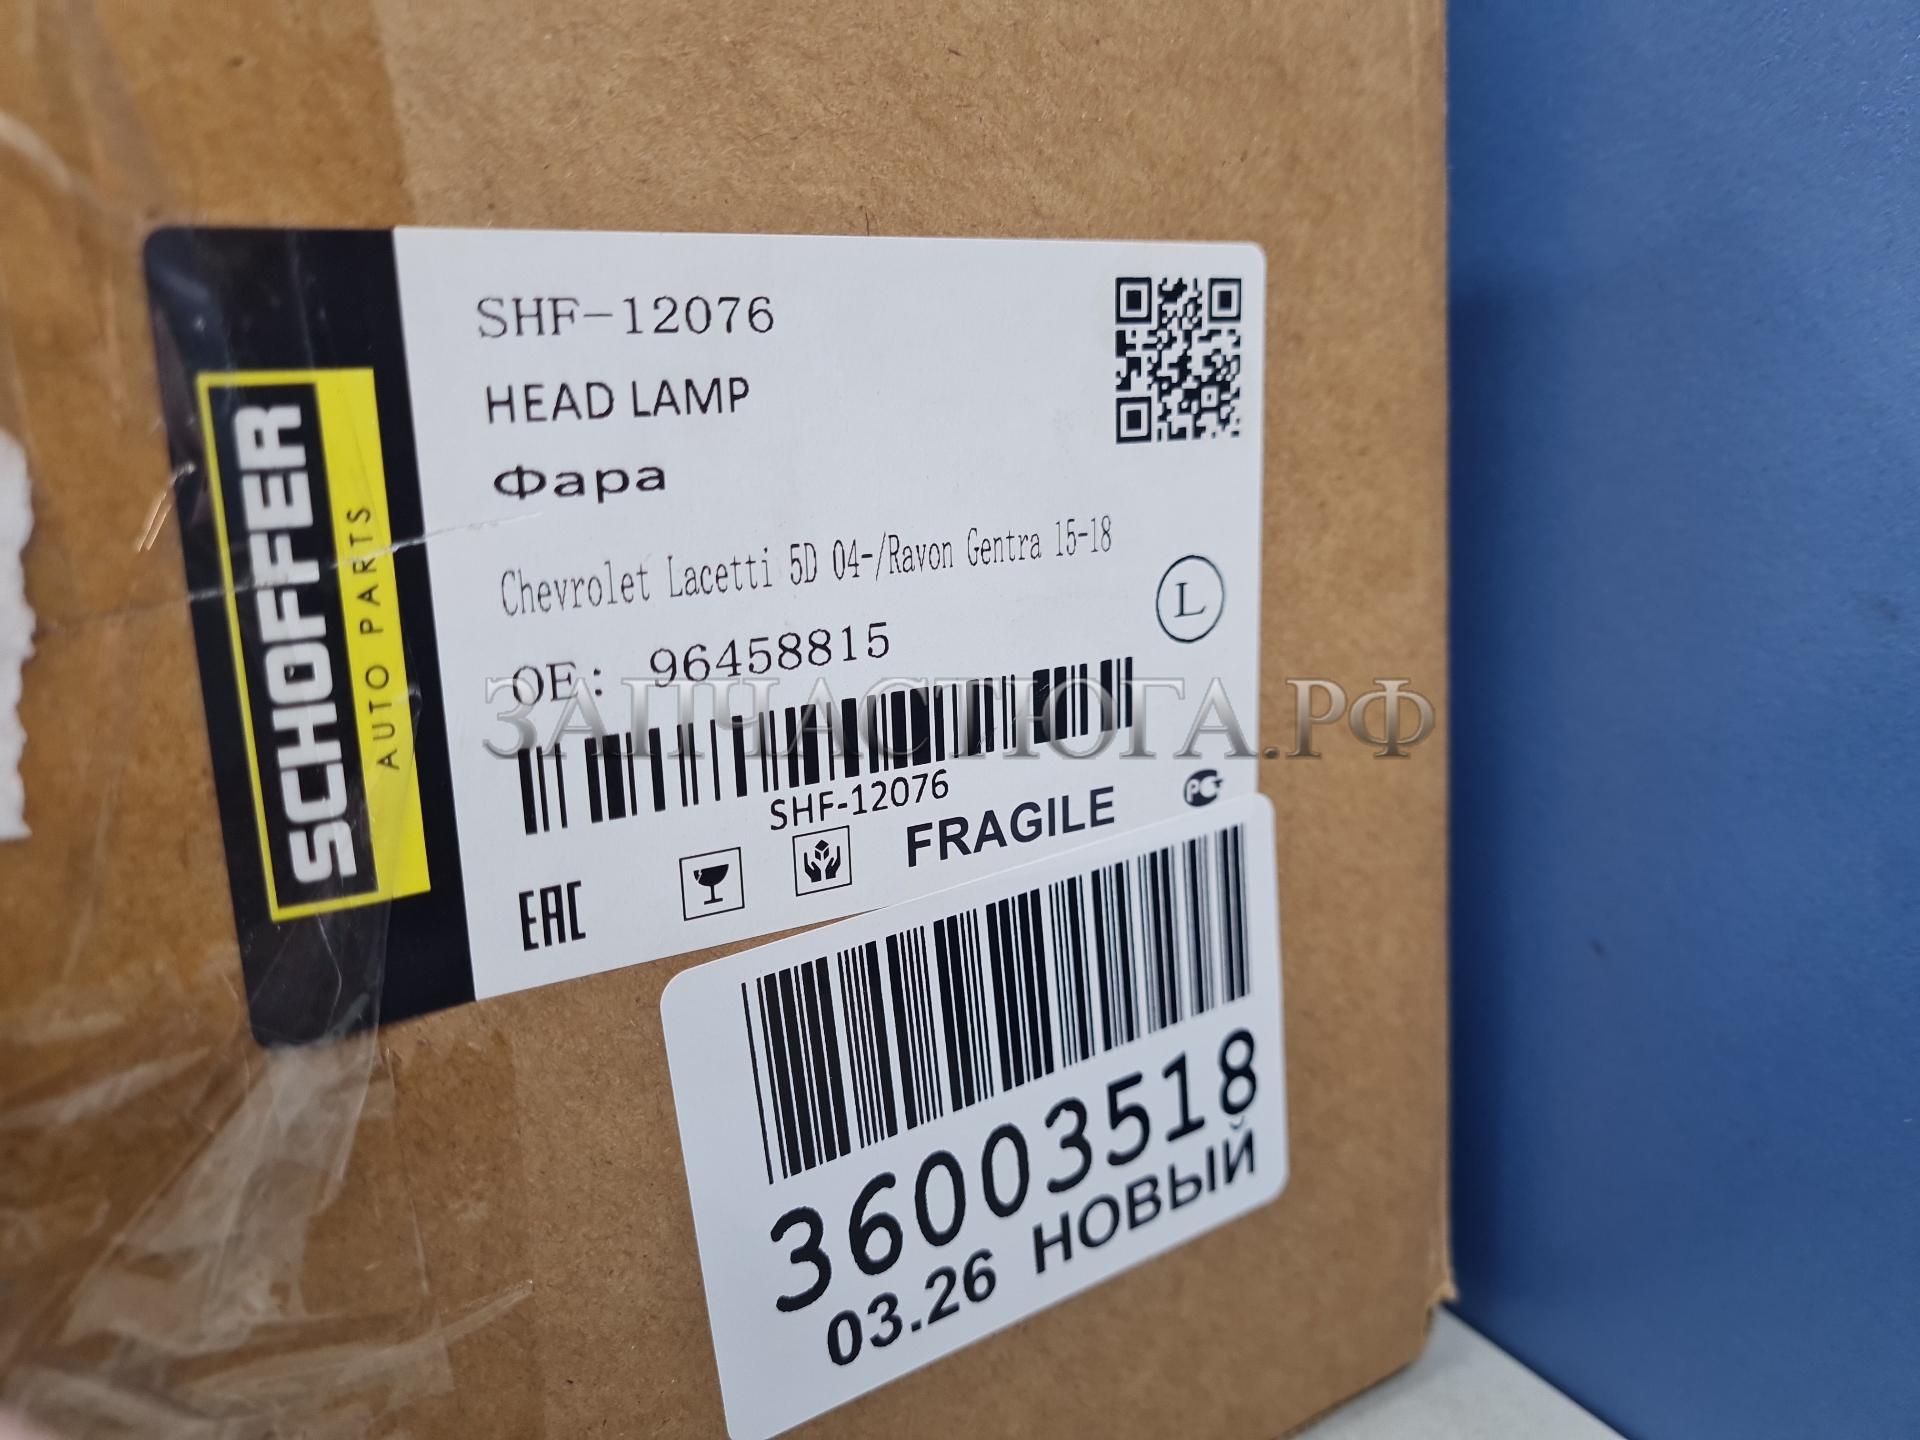 SHF-12076
HEAD LAMP
Фара
Chevrolet Lacetti 5D 04-/Ravon Gentra 15-18
L
OE: 96458815
ЗАПЧАСТЮГА.РФ
SHF-12076
FRAGILE
РСТ
EAC
SCHOFFER
AUTO PARTS
36003518
03.26 НОВЫЙ